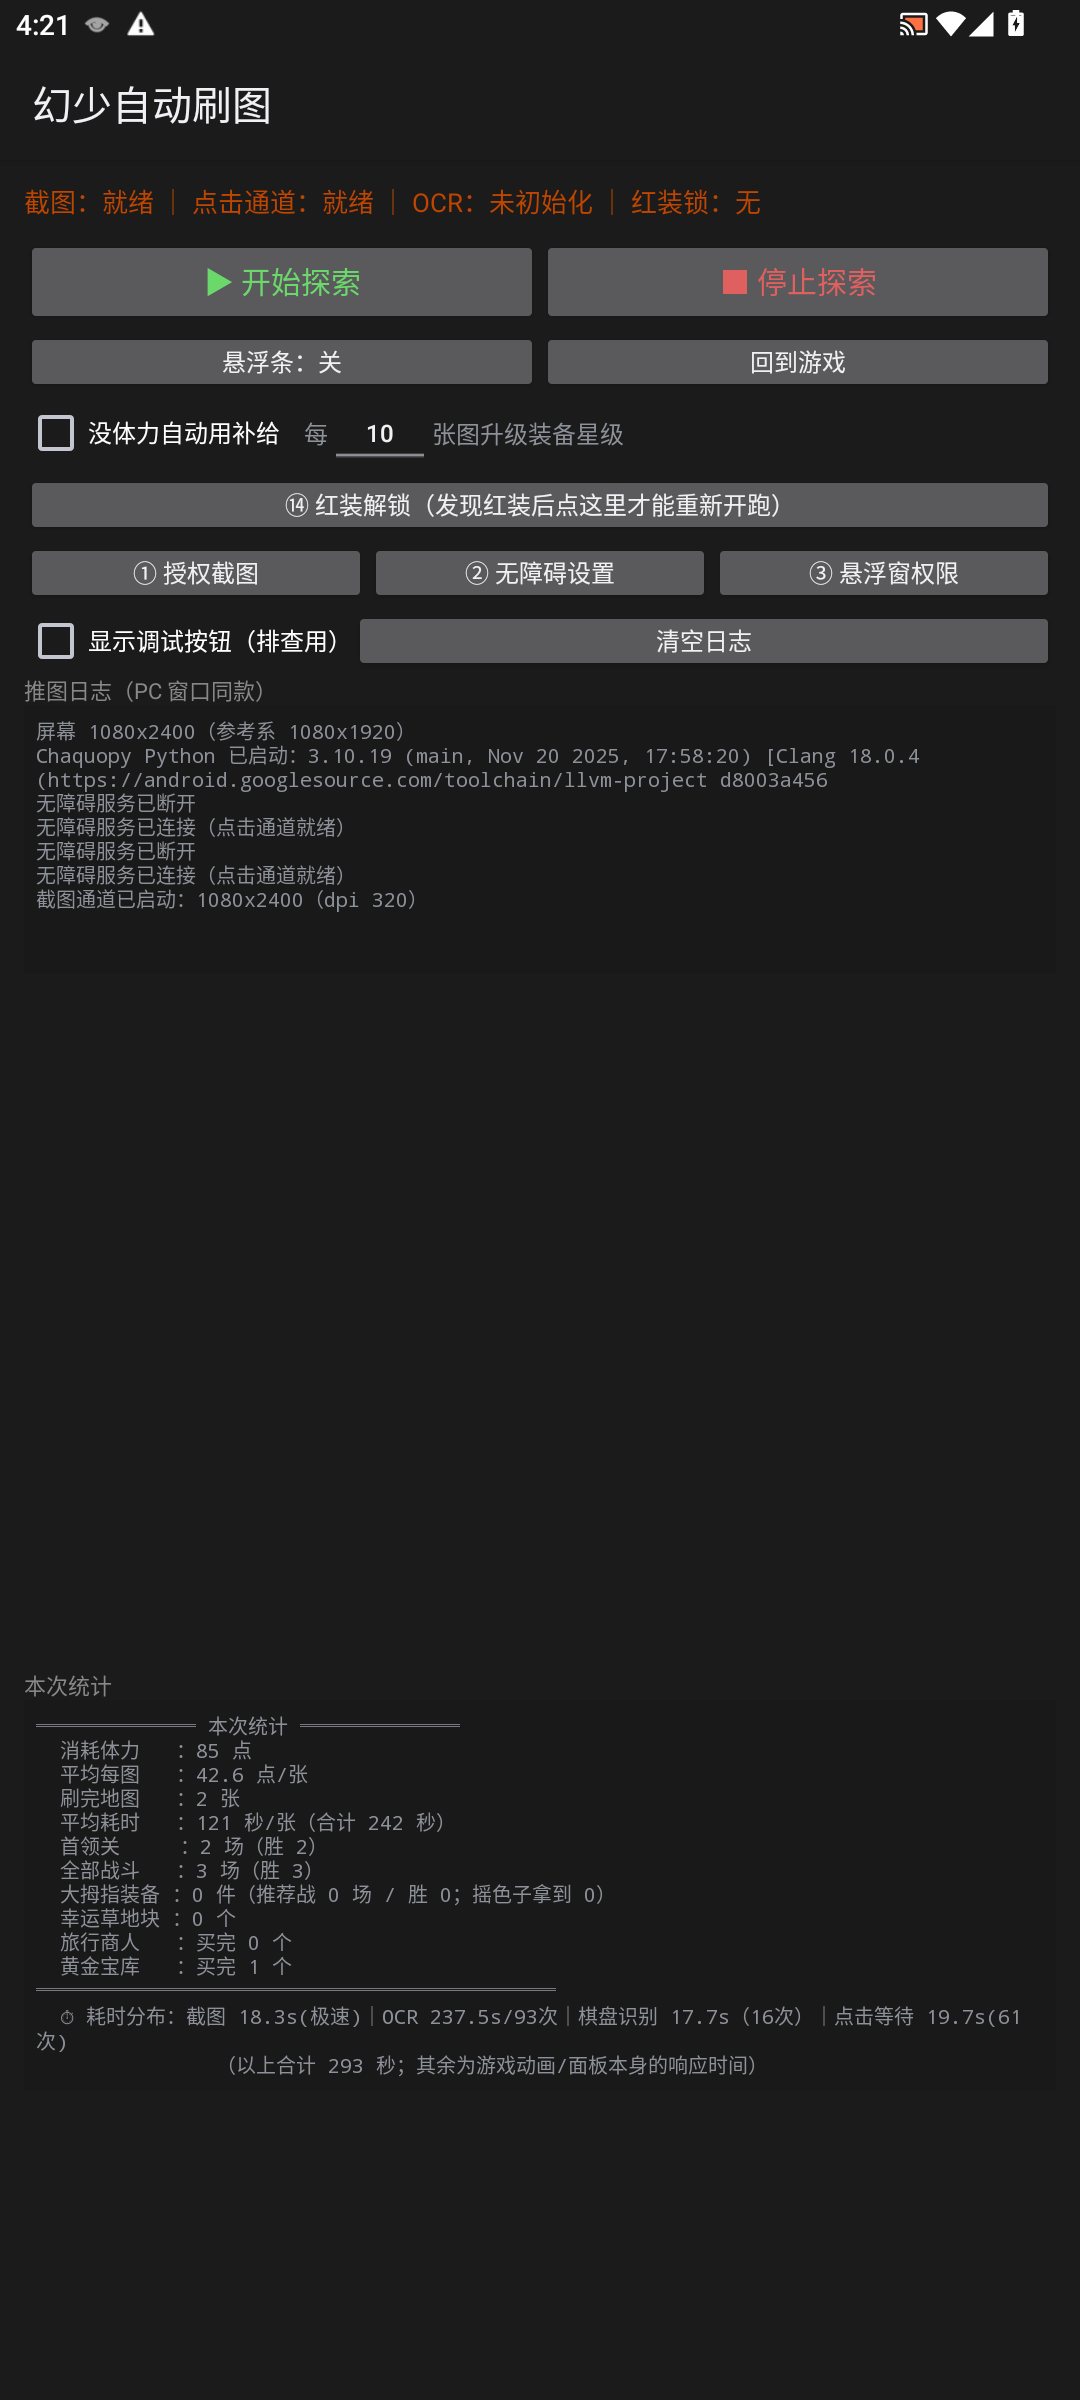 4:21
幻少自动刷图
截图：就绪 ｜ 点击通道：就绪 ｜ OCR：未初始化 ｜ 红装锁：无
▶ 开始探索
■ 停止探索
悬浮条：关
回到游戏
没体力自动用补给 每 10 张图升级装备星级
⑭ 红装解锁（发现红装后点这里才能重新开跑）
① 授权截图
② 无障碍设置
③ 悬浮窗权限
显示调试按钮（排查用）
清空日志
推图日志（PC 窗口同款）
屏幕 1080x2400（参考系 1080x1920）
Chaquopy Python 已启动：3.10.19 (main, Nov 20 2025, 17:58:20) [Clang 18.0.4
(https://android.googlesource.com/toolchain/llvm-project d8003a456
无障碍服务已断开
无障碍服务已连接（点击通道就绪）
无障碍服务已断开
无障碍服务已连接（点击通道就绪）
截图通道已启动：1080x2400（dpi 320）
本次统计
════════ 本次统计 ════════
消耗体力 ：85 点
平均每图 ：42.6 点/张
刷完地图 ：2 张
平均耗时 ：121 秒/张（合计 242 秒）
首领关 ：2 场（胜 2）
全部战斗 ：3 场（胜 3）
大拇指装备 ：0 件（推荐战 0 场 / 胜 0；摇色子拿到 0）
幸运草地块 ：0 个
旅行商人 ：买完 0 个
黄金宝库 ：买完 1 个
══════════════════════════
⏱ 耗时分布：截图 18.3s(极速)｜OCR 237.5s/93次｜棋盘识别 17.7s（16次）｜点击等待 19.7s(61
次)
（以上合计 293 秒；其余为游戏动画/面板本身的响应时间）